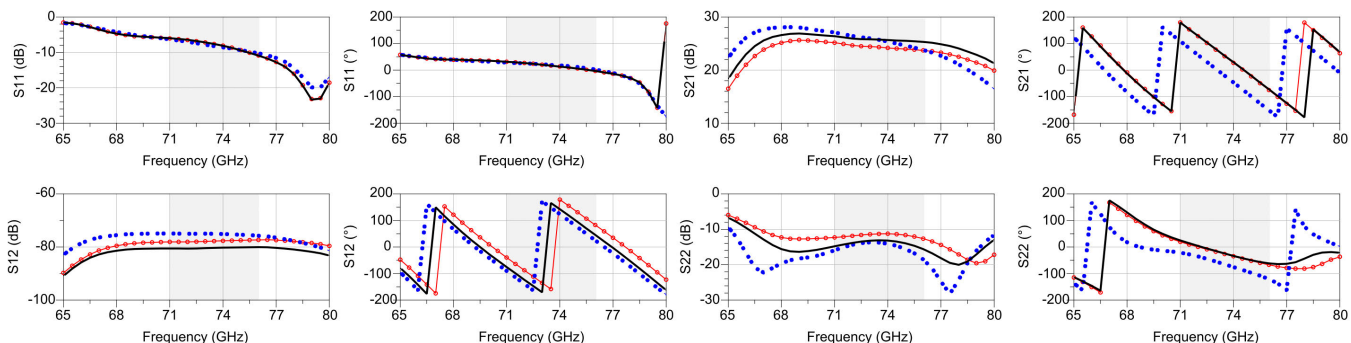 S11 (dB)
0
-10
-20
-30
65 68 71 74 77 80
Frequency (GHz)
S11 (°)
200
100
0
-100
-200
65 68 71 74 77 80
Frequency (GHz)
S21 (dB)
30
20
10
65 68 71 74 77 80
Frequency (GHz)
S21 (°)
200
100
0
-100
-200
65 68 71 74 77 80
Frequency (GHz)
S12 (dB)
-60
-80
-100
65 68 71 74 77 80
Frequency (GHz)
S12 (°)
200
100
0
-100
-200
65 68 71 74 77 80
Frequency (GHz)
S22 (dB)
0
-10
-20
-30
65 68 71 74 77 80
Frequency (GHz)
S22 (°)
200
100
0
-100
-200
65 68 71 74 77 80
Frequency (GHz)